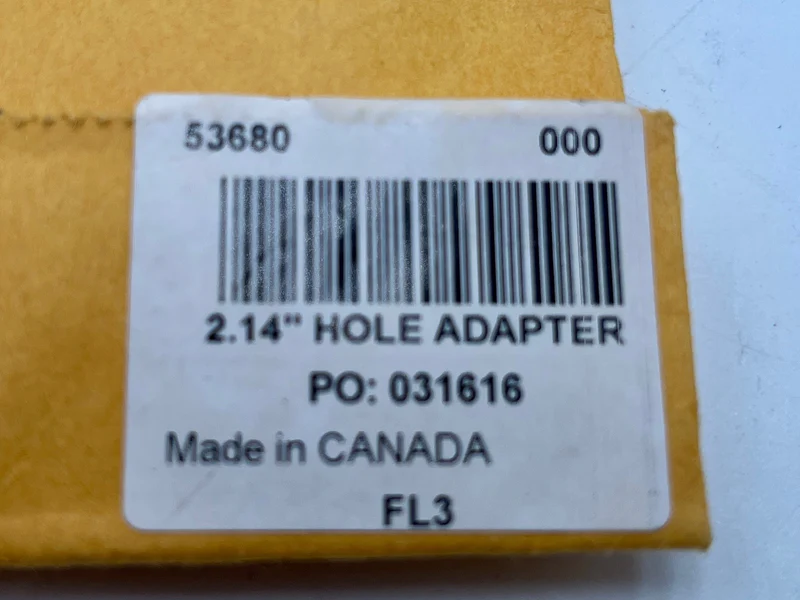 53680 000
2.14" HOLE ADAPTER
PO: 031616
Made in CANADA
FL3